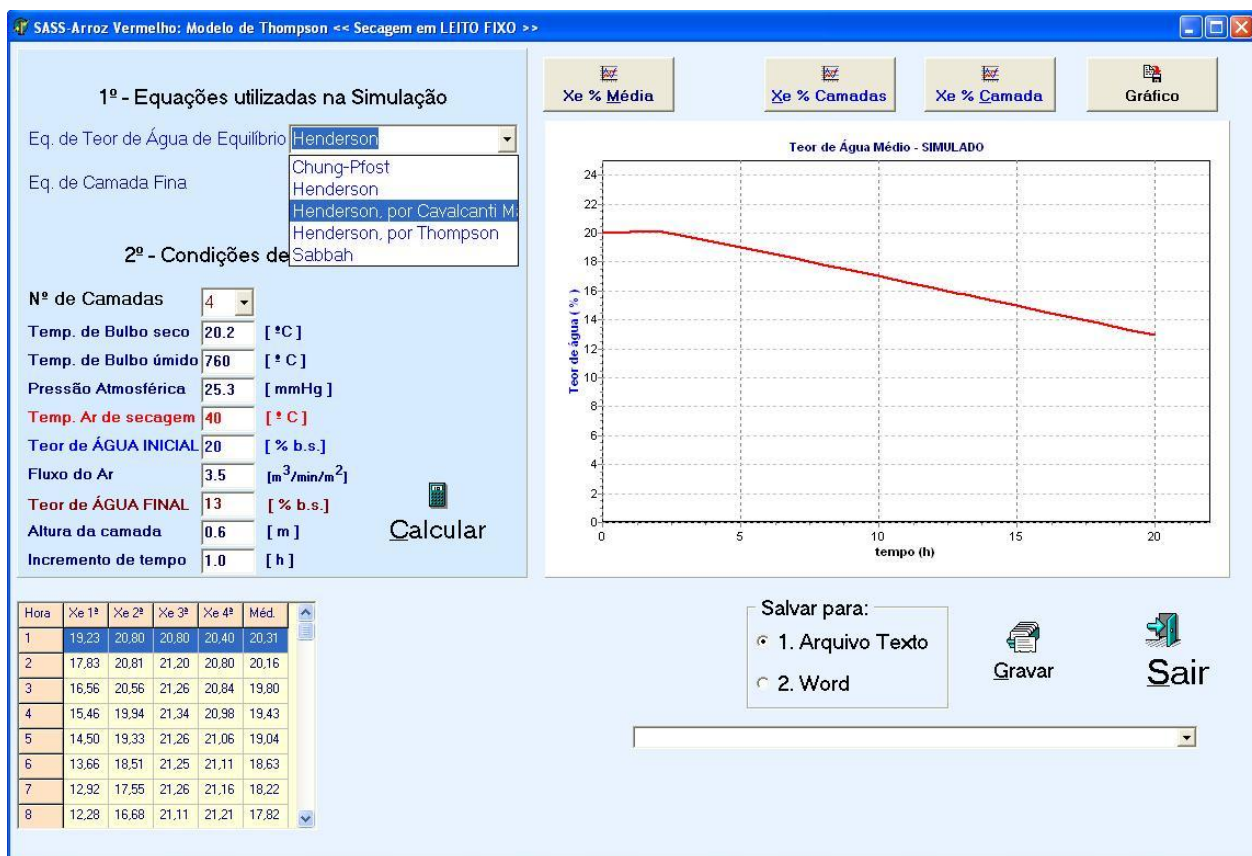 SASS-Arroz Vermelho: Modelo de Thompson << Secagem em LEITO FIXO >>
1º - Equações utilizadas na Simulação
Eq. de Teor de Água de Equilíbrio Henderson
Chung-Pfost
Henderson
Henderson, por Cavalcanti M
Henderson, por Thompson
Sabbah
Eq. de Camada Fina
2º - Condições de
Nº de Camadas 4
Temp. de Bulbo seco 20.2 [ ºC ]
Temp. de Bulbo úmido 760 [ º C ]
Pressão Atmosférica 25.3 [ mmHg ]
Temp. Ar de secagem 40 [ º C ]
Teor de ÁGUA INICIAL 20 [ % b.s.]
Fluxo do Ar 3.5 [m³/min/m²]
Teor de ÁGUA FINAL 13 [ % b.s.]
Altura da camada 0.6 [ m ]
Incremento de tempo 1.0 [ h ]
Calcular
Xe % Média Xe % Camadas Xe % Camada Gráfico
Teor de Água Médio - SIMULADO
Teor de água ( % )
24
22
20
18
16
14
12
10
8
6
4
2
0
0 5 10 15 20
tempo (h)
Hora Xe 1ª Xe 2ª Xe 3ª Xe 4ª Méd.
1 19,23 20,80 20,80 20,40 20,31
2 17,83 20,81 21,20 20,80 20,16
3 16,56 20,56 21,26 20,84 19,80
4 15,46 19,94 21,34 20,98 19,43
5 14,50 19,33 21,26 21,06 19,04
6 13,66 18,51 21,25 21,11 18,63
7 12,92 17,55 21,26 21,16 18,22
8 12,28 16,68 21,11 21,21 17,82
Salvar para:
1. Arquivo Texto
2. Word
Gravar
Sair